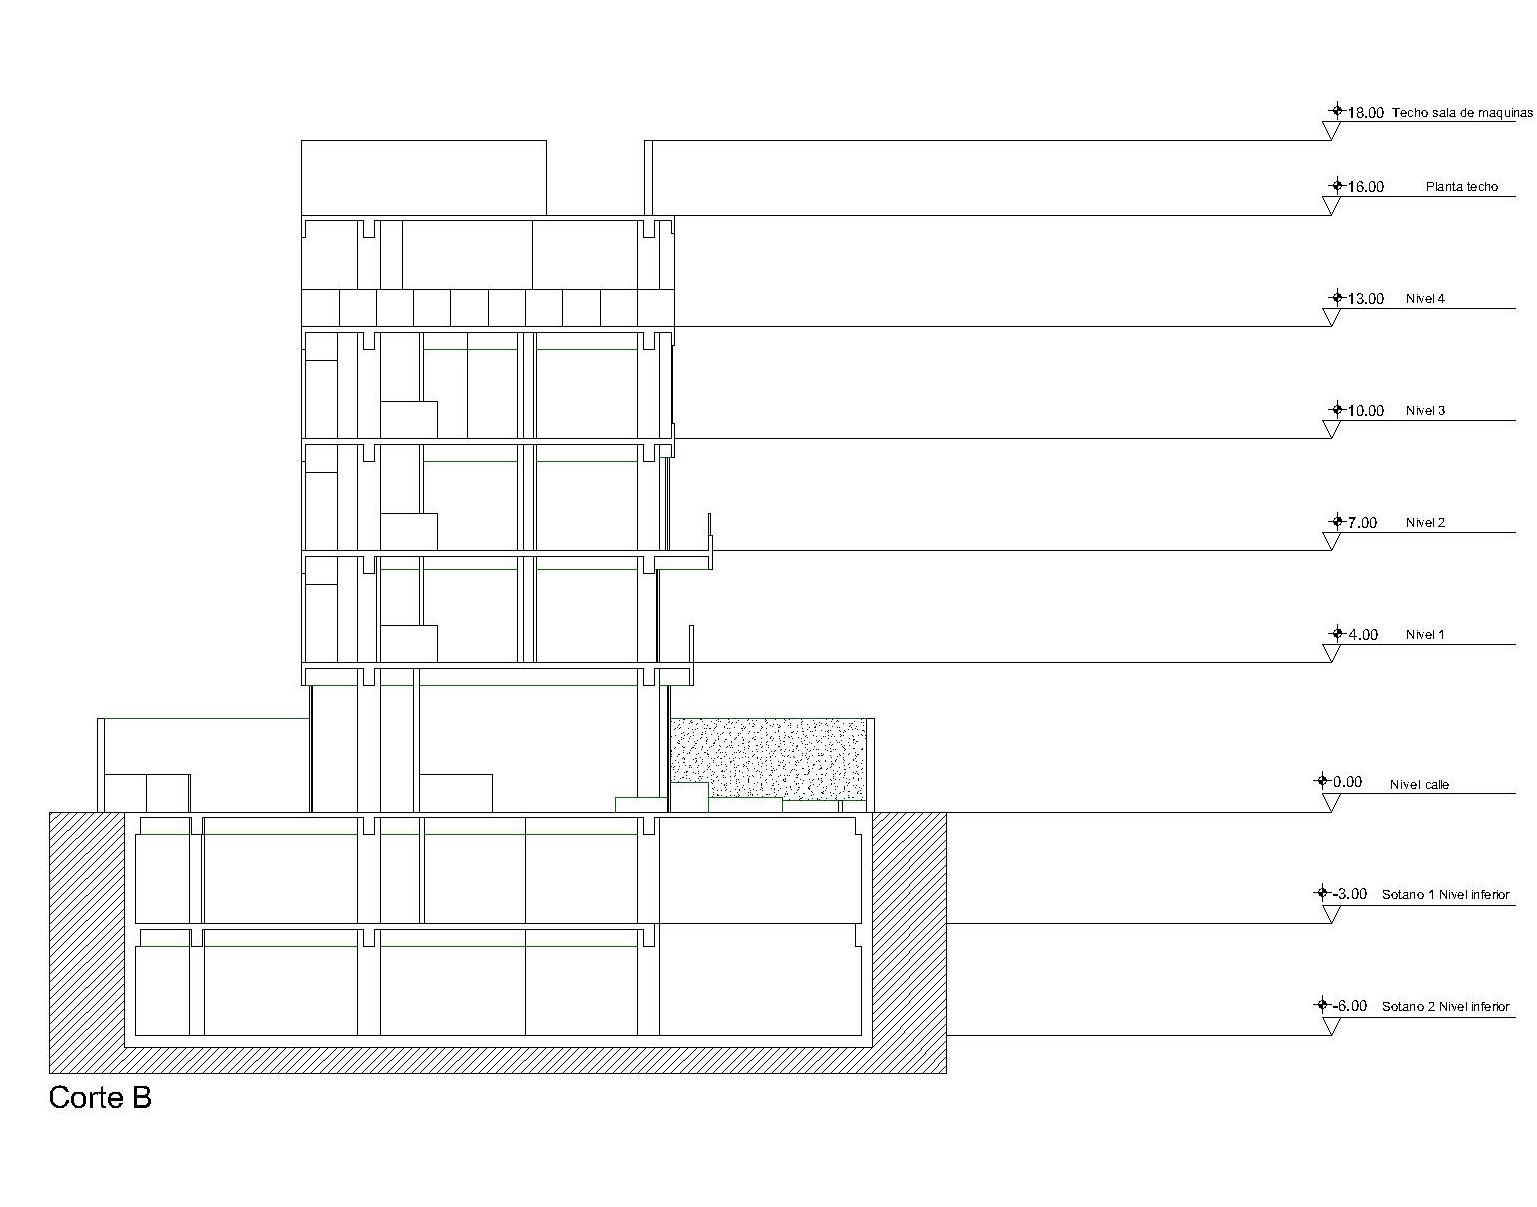 18.00 Techo sala de maquinas
16.00 Planta techo
13.00 Nivel 4
10.00 Nivel 3
7.00 Nivel 2
4.00 Nivel 1
0.00 Nivel calle
-3.00 Sotano 1 Nivel inferior
-6.00 Sotano 2 Nivel inferior
Corte B